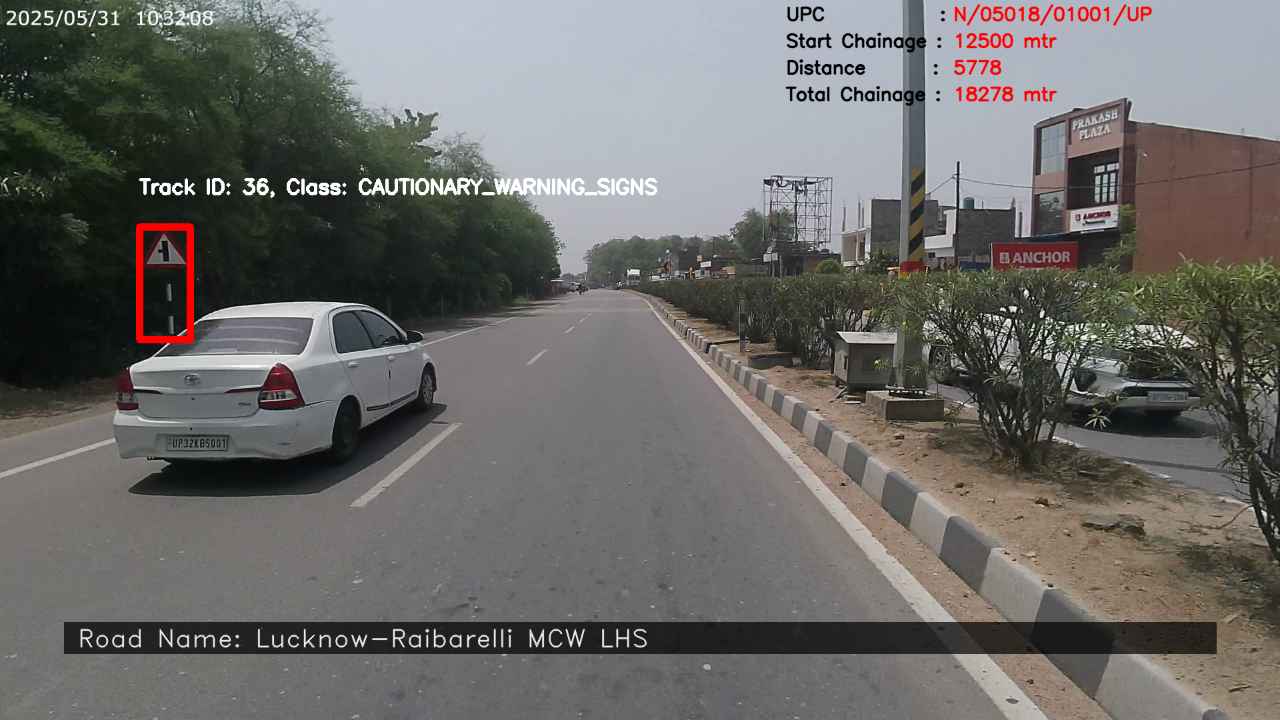 2025/05/31 10:32:08
UPC : N/05018/01001/UP
Start Chainage : 12500 mtr
Distance : 5778
Total Chainage : 18278 mtr
PRAKASH
PLAZA
Track ID: 36, Class: CAUTIONARY_WARNING_SIGNS
ANCHOR
ANCHOR
UP32KB5001
Road Name: Lucknow-Raibarelli MCW LHS